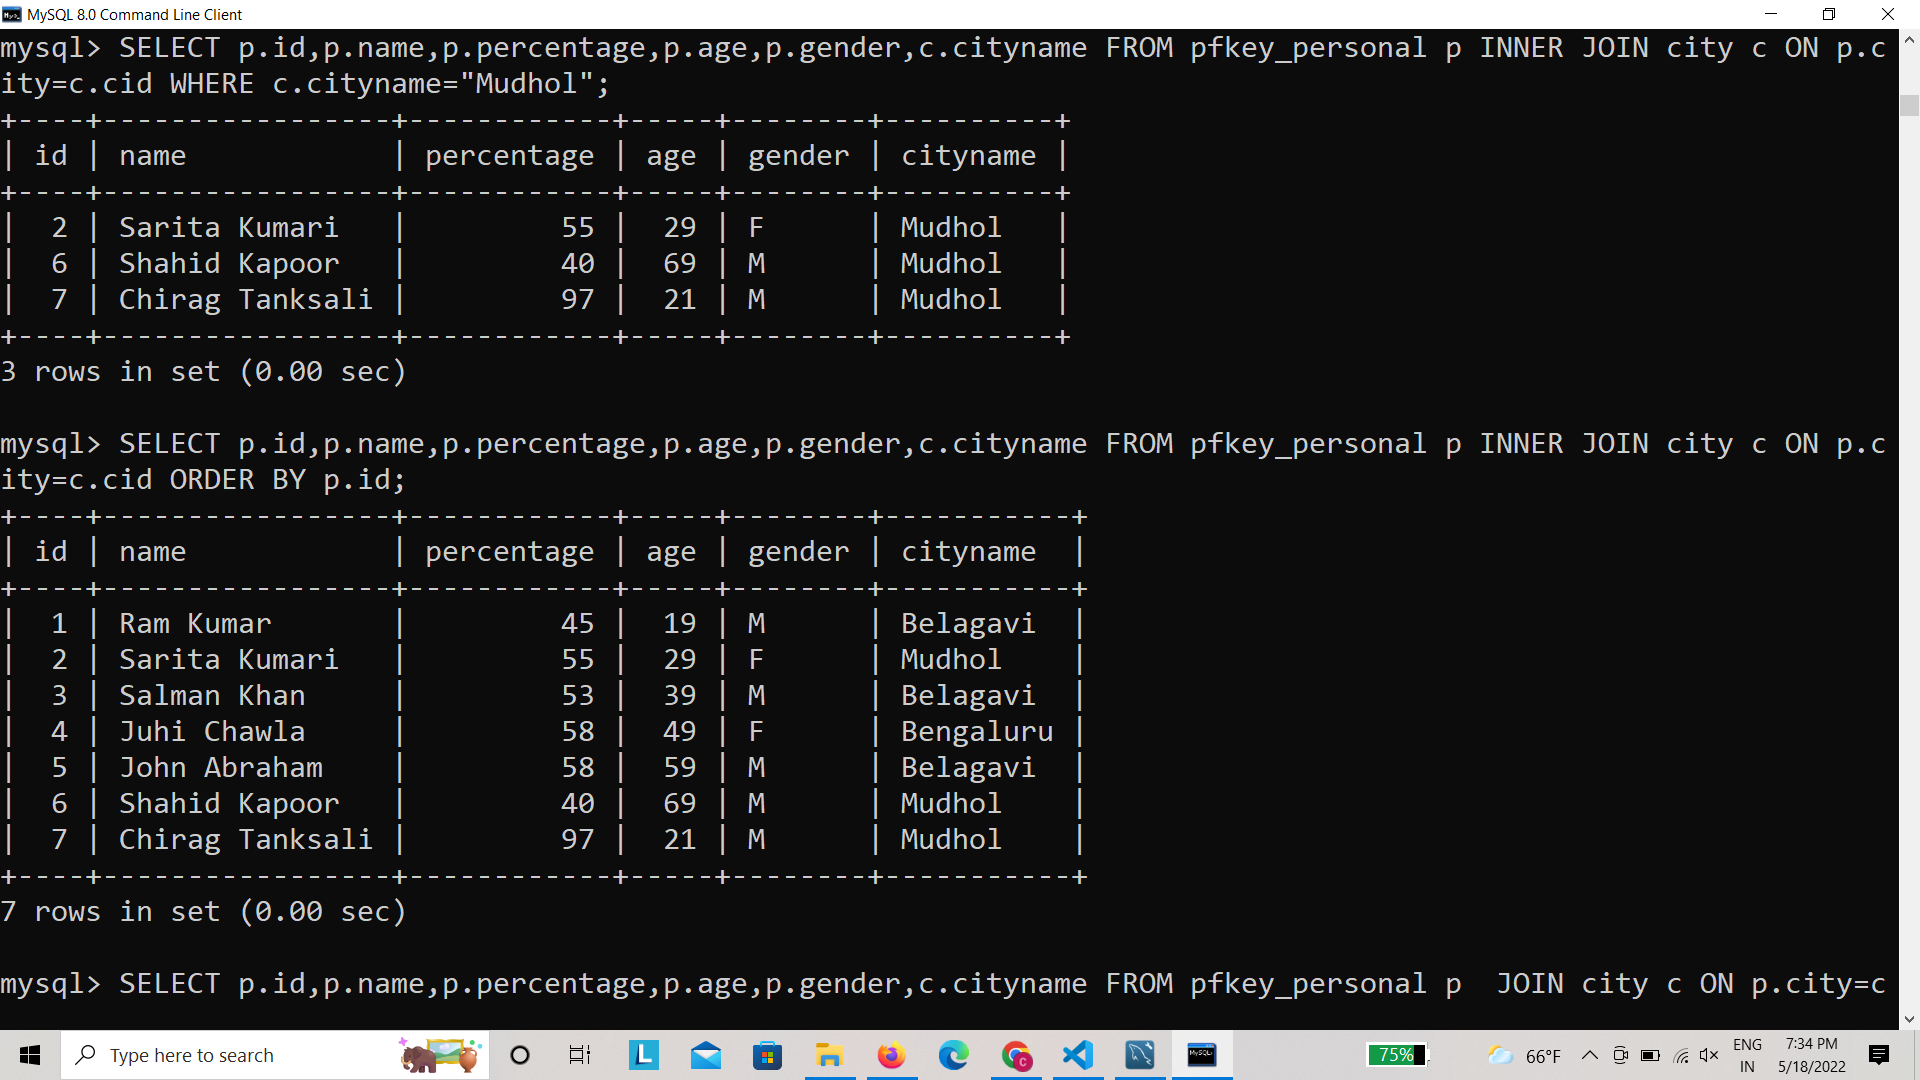 MySQL 8.0 Command Line Client
mysql> SELECT p.id,p.name,p.percentage,p.age,p.gender,c.cityname FROM pfkey_personal p INNER JOIN city c ON p.c
ity=c.cid WHERE c.cityname="Mudhol";
+----+-----------------+------------+-----+--------+----------+
| id | name            | percentage | age | gender | cityname |
+----+-----------------+------------+-----+--------+----------+
|  2 | Sarita Kumari   |         55 |  29 | F      | Mudhol   |
|  6 | Shahid Kapoor   |         40 |  69 | M      | Mudhol   |
|  7 | Chirag Tanksali |         97 |  21 | M      | Mudhol   |
+----+-----------------+------------+-----+--------+----------+
3 rows in set (0.00 sec)
mysql> SELECT p.id,p.name,p.percentage,p.age,p.gender,c.cityname FROM pfkey_personal p INNER JOIN city c ON p.c
ity=c.cid ORDER BY p.id;
+----+-----------------+------------+-----+--------+-----------+
| id | name            | percentage | age | gender | cityname  |
+----+-----------------+------------+-----+--------+-----------+
|  1 | Ram Kumar       |         45 |  19 | M      | Belagavi  |
|  2 | Sarita Kumari   |         55 |  29 | F      | Mudhol    |
|  3 | Salman Khan     |         53 |  39 | M      | Belagavi  |
|  4 | Juhi Chawla     |         58 |  49 | F      | Bengaluru |
|  5 | John Abraham    |         58 |  59 | M      | Belagavi  |
|  6 | Shahid Kapoor   |         40 |  69 | M      | Mudhol    |
|  7 | Chirag Tanksali |         97 |  21 | M      | Mudhol    |
+----+-----------------+------------+-----+--------+-----------+
7 rows in set (0.00 sec)
mysql> SELECT p.id,p.name,p.percentage,p.age,p.gender,c.cityname FROM pfkey_personal p  JOIN city c ON p.city=c
Type here to search
L
C
MySQL
75%
66°F
ENG
IN
7:34 PM
5/18/2022